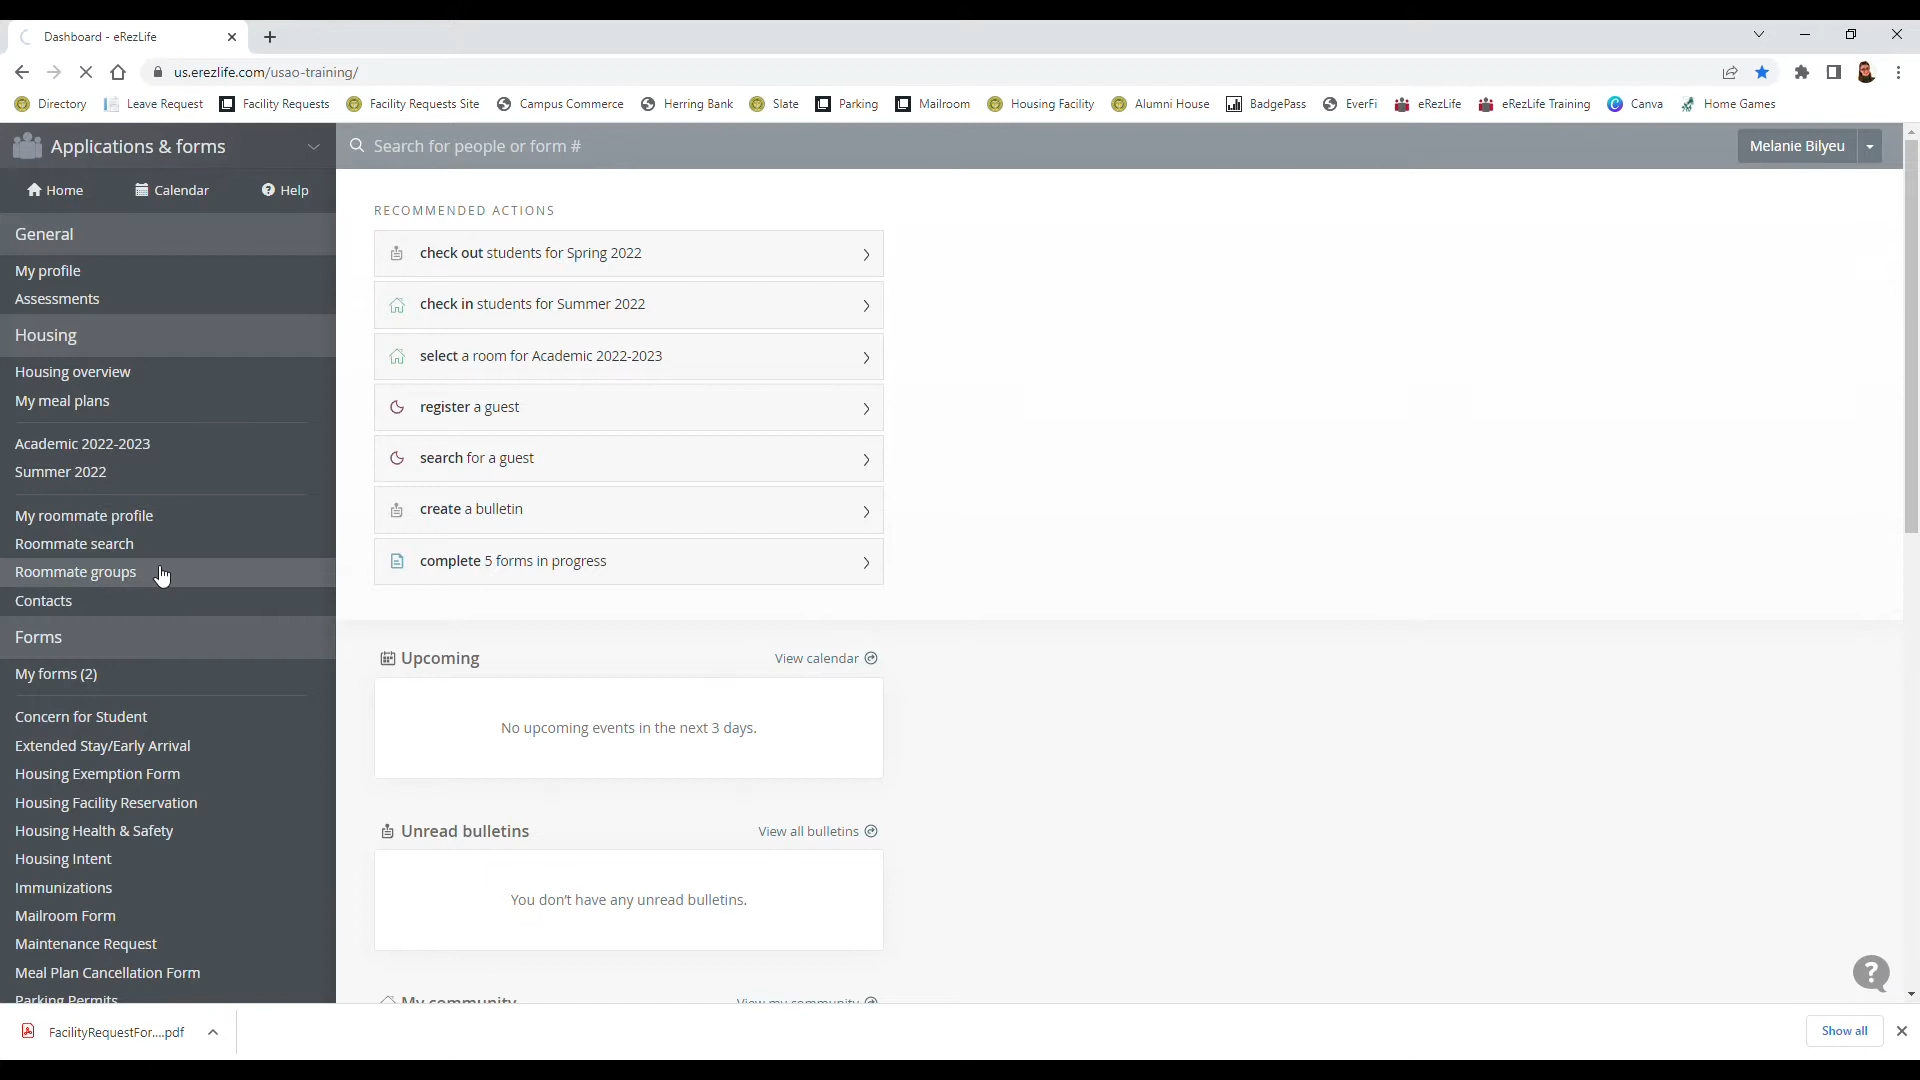 Dashboard - eRezLife
us.erezlife.com/usao-training/
Directory Leave Request Facility Requests Facility Requests Site Campus Commerce Herring Bank Slate Parking Mailroom Housing Facility Alumni House BadgePass EverFi eRezLife eRezLife Training Canva Home Games
Applications & forms
Search for people or form #
Melanie Bilyeu
Home Calendar Help
General
My profile
Assessments
Housing
Housing overview
My meal plans
Academic 2022-2023
Summer 2022
My roommate profile
Roommate search
Roommate groups
Contacts
Forms
My forms (2)
Concern for Student
Extended Stay/Early Arrival
Housing Exemption Form
Housing Facility Reservation
Housing Health & Safety
Housing Intent
Immunizations
Mailroom Form
Maintenance Request
Meal Plan Cancellation Form
Parking Permits
RECOMMENDED ACTIONS
check out students for Spring 2022
check in students for Summer 2022
select a room for Academic 2022-2023
register a guest
search for a guest
create a bulletin
complete 5 forms in progress
Upcoming View calendar
No upcoming events in the next 3 days.
Unread bulletins View all bulletins
You don't have any unread bulletins.
My community View my community
FacilityRequestFor....pdf
Show all